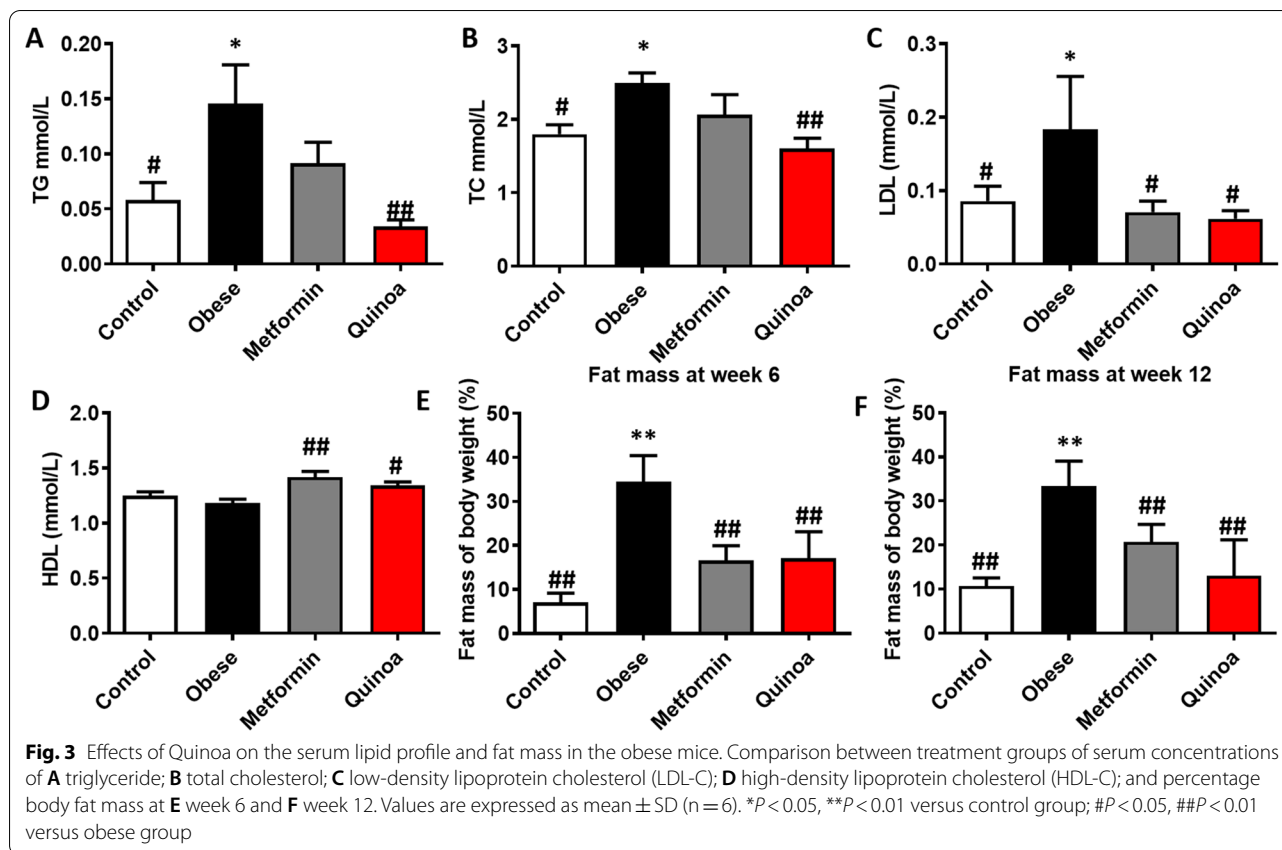 A
TG mmol/L
0.20
0.15
0.10
0.05
0.00
#
*
##
Control
Obese
Metformin
Quinoa
B
TC mmol/L
3
2
1
0
#
*
##
Control
Obese
Metformin
Quinoa
C
LDL (mmol/L)
0.3
0.2
0.1
0.0
#
*
#
#
Control
Obese
Metformin
Quinoa
D
HDL (mmol/L)
2.0
1.5
1.0
0.5
0.0
##
#
Control
Obese
Metformin
Quinoa
E
Fat mass at week 6
Fat mass of body weight (%)
50
40
30
20
10
0
##
**
##
##
Control
Obese
Metformin
Quinoa
F
Fat mass at week 12
Fat mass of body weight (%)
50
40
30
20
10
0
##
**
##
##
Control
Obese
Metformin
Quinoa
Fig. 3 Effects of Quinoa on the serum lipid profile and fat mass in the obese mice. Comparison between treatment groups of serum concentrations
of A triglyceride; B total cholesterol; C low-density lipoprotein cholesterol (LDL-C); D high-density lipoprotein cholesterol (HDL-C); and percentage
body fat mass at E week 6 and F week 12. Values are expressed as mean ± SD (n = 6). *P < 0.05, **P < 0.01 versus control group; #P < 0.05, ##P < 0.01
versus obese group